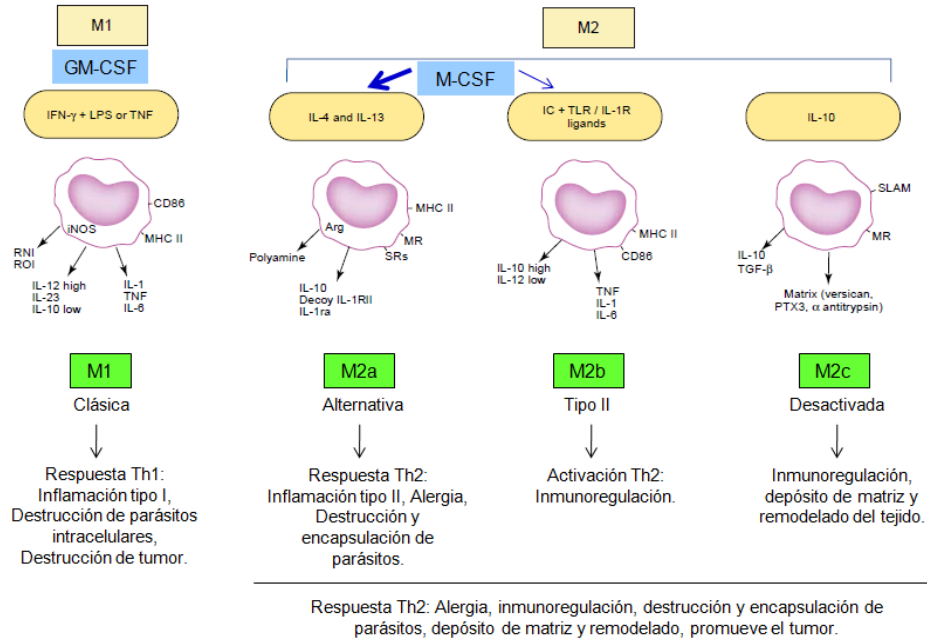 M1
M2
GM-CSF
M-CSF
IFN-γ + LPS or TNF
IL-4 and IL-13
IC + TLR / IL-1R
ligands
IL-10
CD86
iNOS
MHC II
RNI
ROI
IL-12 high
IL-23
IL-10 low
IL-1
TNF
IL-6
MHC II
Arg
MR
SRs
Polyamine
IL-10
Decoy IL-1RII
IL-1ra
MHC II
CD86
IL-10 high
IL-12 low
TNF
IL-1
IL-6
SLAM
MR
IL-10
TGF-β
Matrix (versican,
PTX3, α antitrypsin)
M1
Clásica
Respuesta Th1:
Inflamación tipo I,
Destrucción de parásitos
intracelulares,
Destrucción de tumor.
M2a
Alternativa
Respuesta Th2:
Inflamación tipo II, Alergia,
Destrucción y
encapsulación de
parásitos.
M2b
Tipo II
Activación Th2:
Inmunoregulación.
M2c
Desactivada
Inmunoregulación,
depósito de matriz y
remodelado del tejido.
Respuesta Th2: Alergia, inmunoregulación, destrucción y encapsulación de
parásitos, depósito de matriz y remodelado, promueve el tumor.